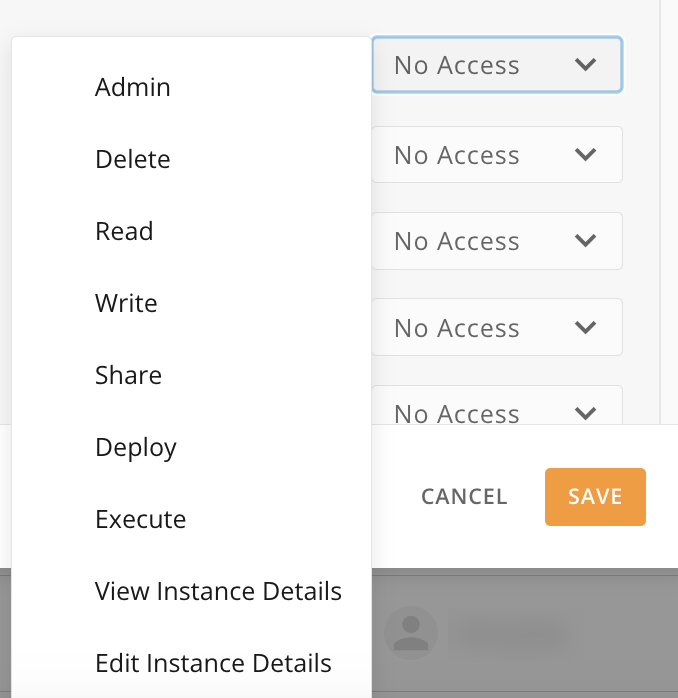 Admin
Delete
Read
Write
Share
Deploy
Execute
View Instance Details
Edit Instance Details
No Access
No Access
No Access
No Access
No Access
CANCEL
SAVE